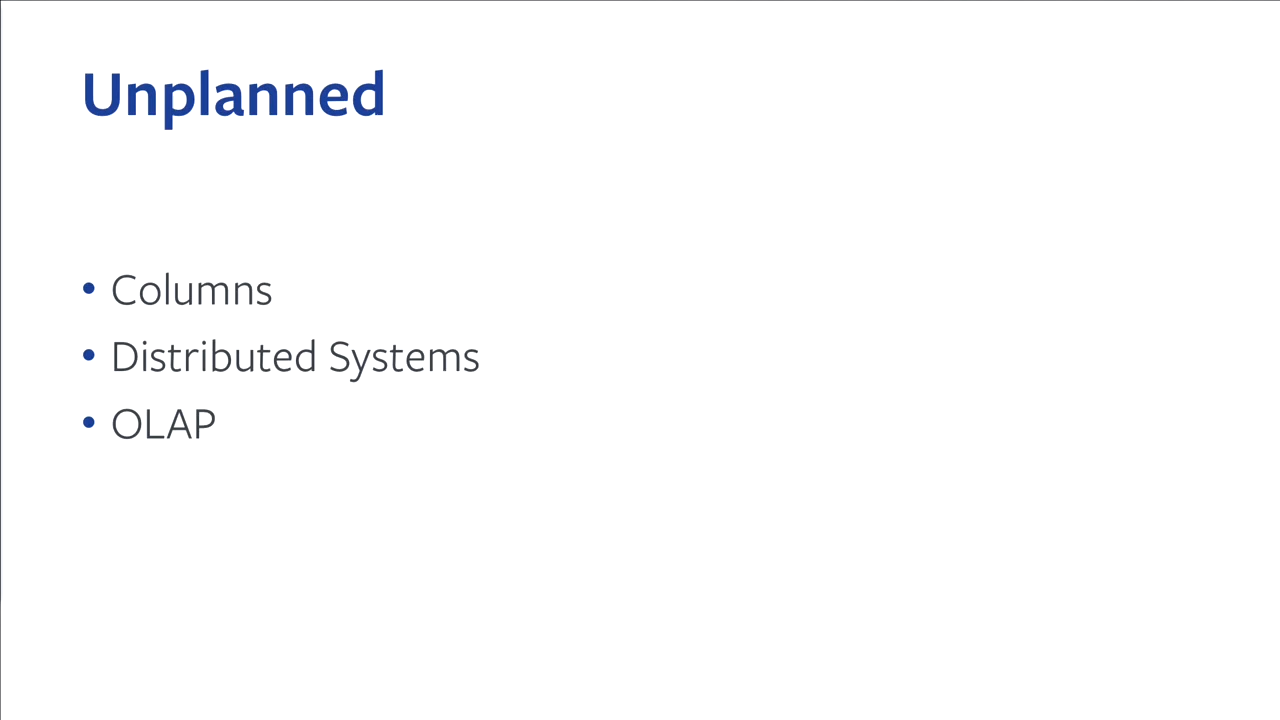 Unplanned
• Columns
• Distributed Systems
• OLAP